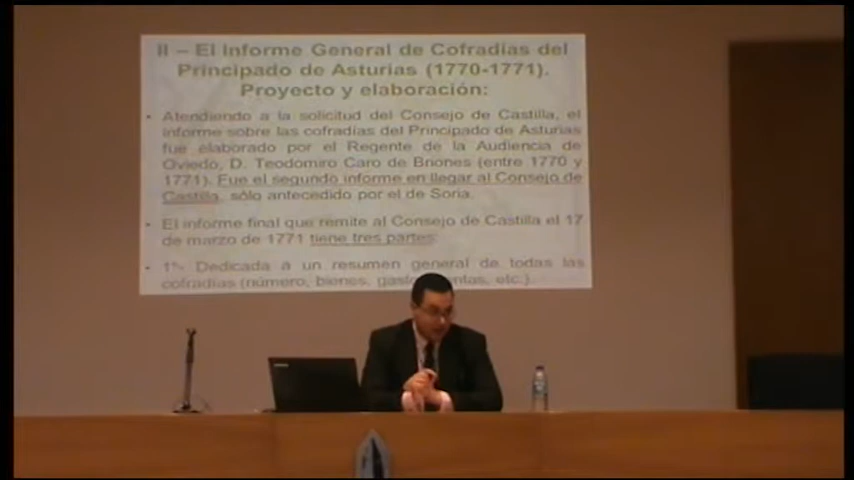 II – El Informe General de Cofradías del
Principado de Asturias (1770-1771).
Proyecto y elaboración:
• Atendiendo a la solicitud del Consejo de Castilla, el
informe sobre las cofradías del Principado de Asturias
fue elaborado por el Regente de la Audiencia de
Oviedo, D. Teodomiro Caro de Briones (entre 1770 y
1771). Fue el segundo informe en llegar al Consejo de
Castilla, sólo antecedido por el de Soria.
• El informe final que remite al Consejo de Castilla el 17
de marzo de 1771 tiene tres partes:
• 1ª- Dedicada a un resumen general de todas las
cofradías (número, bienes, etc.).